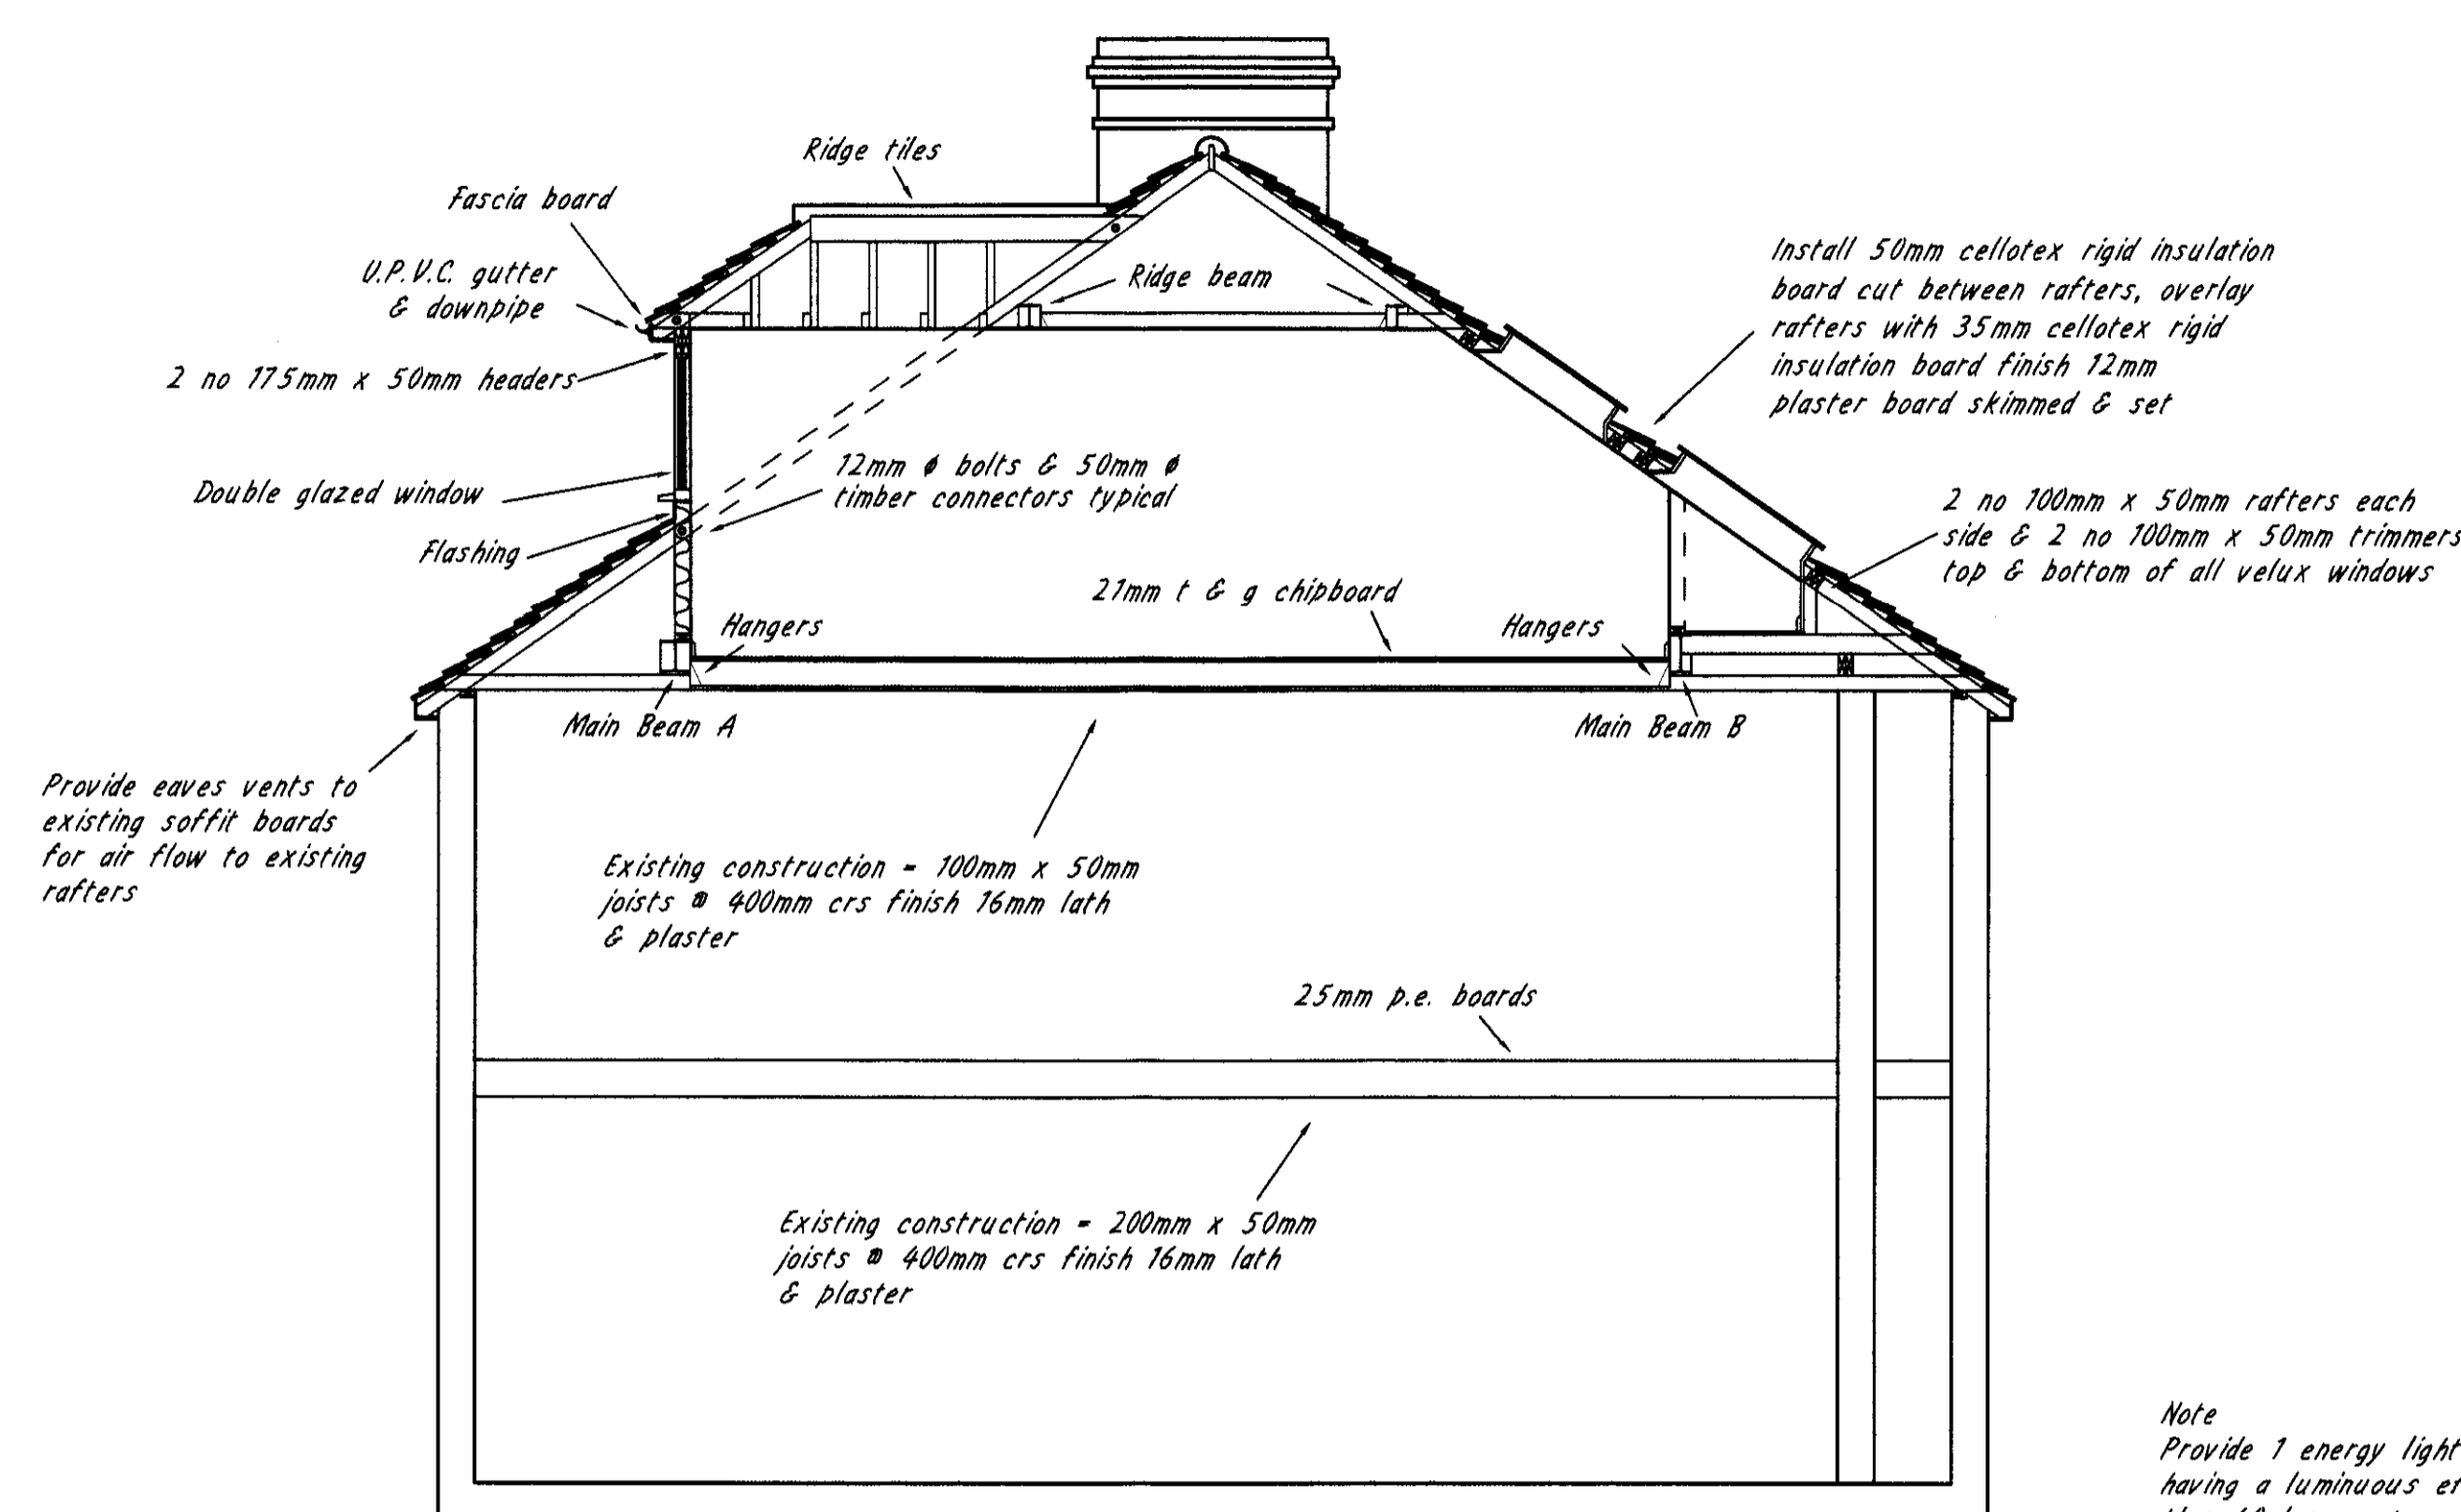 Ridge tiles
Fascia board
U.P.V.C. gutter
& downpipe
Ridge beam
2 no 175mm x 50mm headers
Install 50mm cellotex rigid insulation
board cut between rafters, overlay
rafters with 35mm cellotex rigid
insulation board finish 12mm
plaster board skimmed & set
Double glazed window
12mm ø bolts & 50mm ø
timber connectors typical
Flashing
2 no 100mm x 50mm rafters each
side & 2 no 100mm x 50mm trimmers
top & bottom of all velux windows
21mm t & g chipboard
Hangers
Hangers
Main Beam A
Main Beam B
Provide eaves vents to
existing soffit boards
for air flow to existing
rafters
Existing construction = 100mm x 50mm
joists @ 400mm crs finish 16mm lath
& plaster
25mm p.e. boards
Existing construction = 200mm x 50mm
joists @ 400mm crs finish 16mm lath
& plaster
Note
Provide 1 energy light
having a luminuous